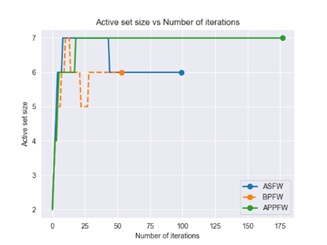 Active set size vs Number of iterations
7
6
5
4
3
2
Active set size
0
25
50
75
100
125
150
175
Number of iterations
ASFW
BPFW
APPFW